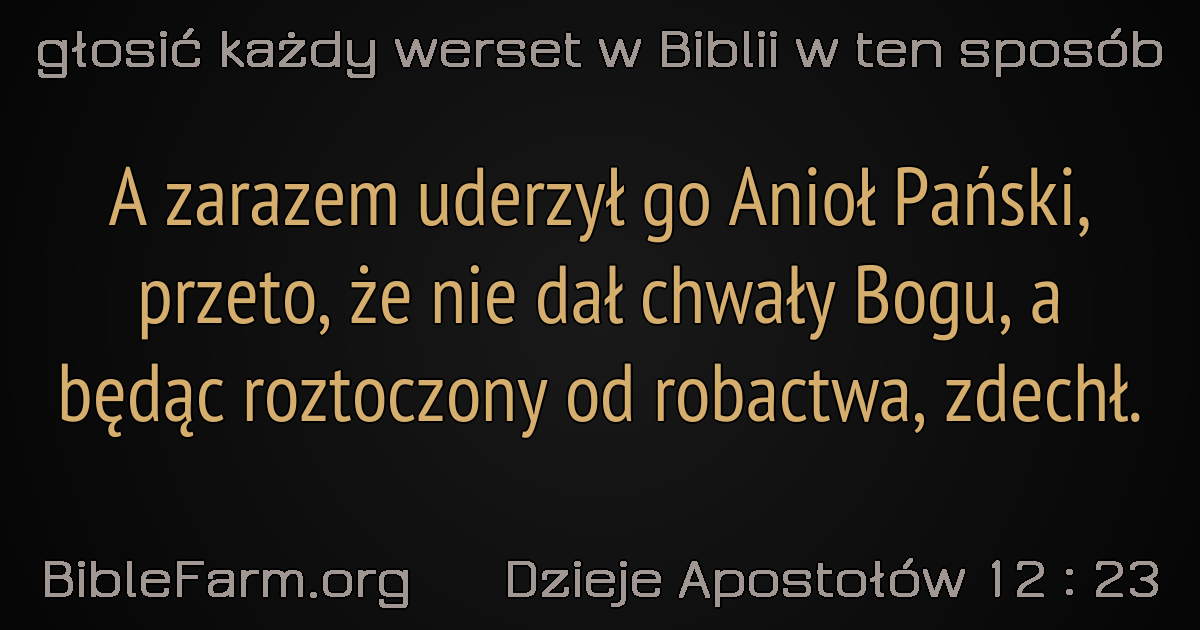 głosić każdy werset w Biblii w ten sposób
A zarazem uderzył go Anioł Pański,
przeto, że nie dał chwały Bogu, a
będąc roztoczony od robactwa, zdechł.
BibleFarm.org Dzieje Apostołów 12 : 23